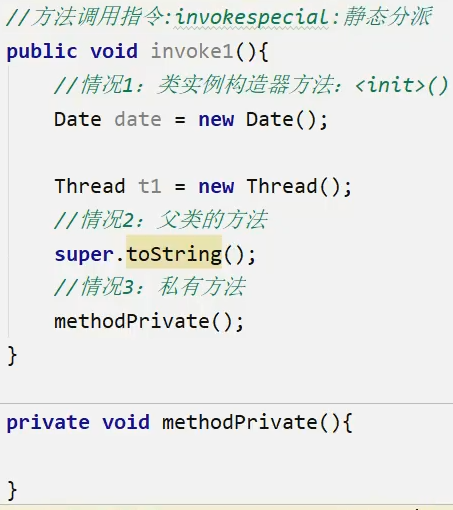 //方法调用指令:invokespecial:静态分派
public void invoke1(){
//情况1：类实例构造器方法：<init>()
Date date = new Date();
Thread t1 = new Thread();
//情况2：父类的方法
super.toString();
//情况3：私有方法
methodPrivate();
}
private void methodPrivate(){
}